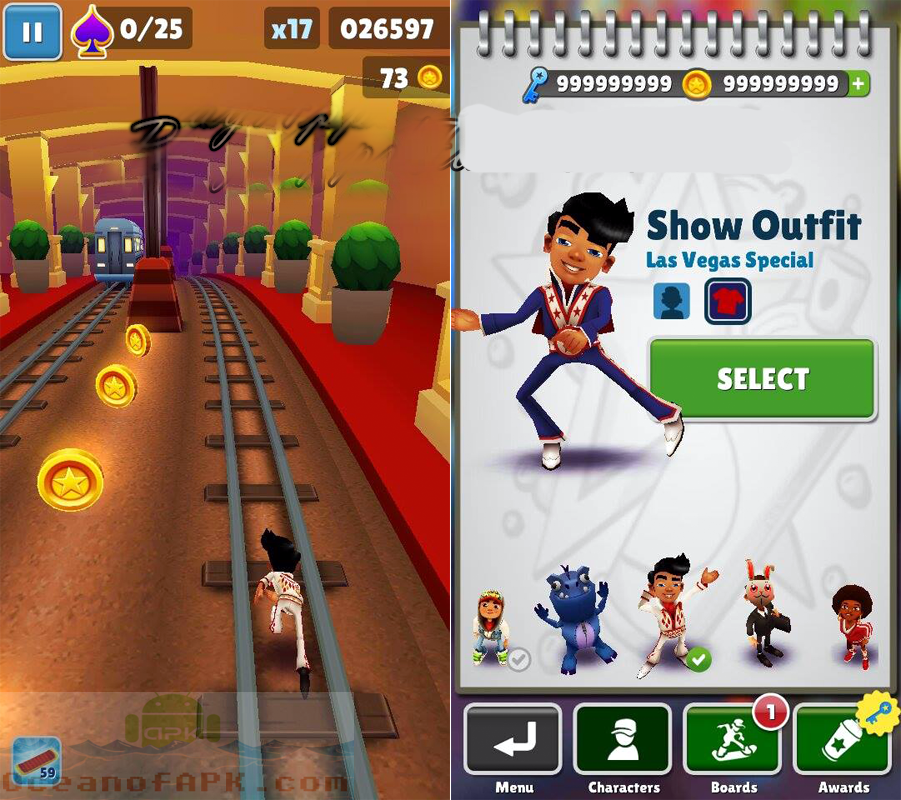 0/25
x17
026597
73
apk
59
OceanofAPK.com
999999999
999999999
+
Show Outfit
Las Vegas Special
SELECT
1
Menu
Characters
Boards
Awards